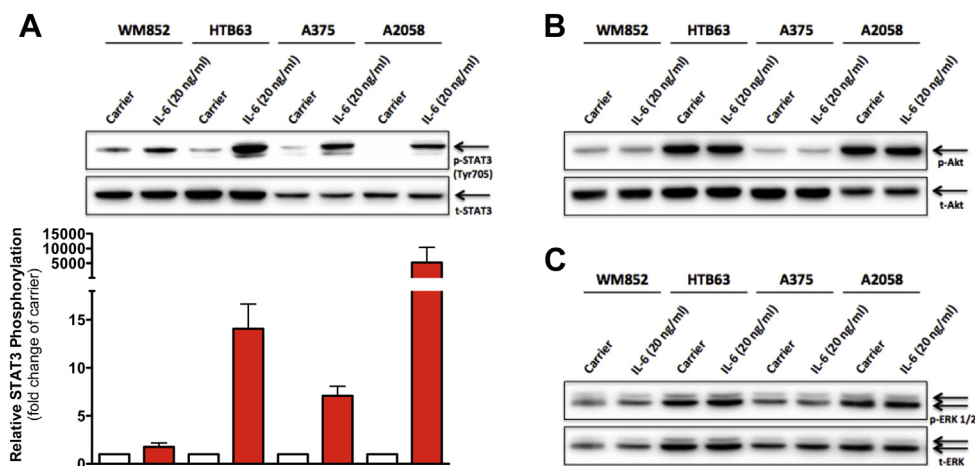 A
WM852 HTB63 A375 A2058
Carrier IL-6 (20 ng/ml) Carrier IL-6 (20 ng/ml) Carrier IL-6 (20 ng/ml) Carrier IL-6 (20 ng/ml)
p-STAT3
(Tyr705)
t-STAT3
Relative STAT3 Phosphorylation
(fold change of carrier)
15000
10000
5000
15
10
5
0
B
WM852 HTB63 A375 A2058
Carrier IL-6 (20 ng/ml) Carrier IL-6 (20 ng/ml) Carrier IL-6 (20 ng/ml) Carrier IL-6 (20 ng/ml)
p-Akt
t-Akt
C
WM852 HTB63 A375 A2058
Carrier IL-6 (20 ng/ml) Carrier IL-6 (20 ng/ml) Carrier IL-6 (20 ng/ml) Carrier IL-6 (20 ng/ml)
p-ERK 1/2
t-ERK